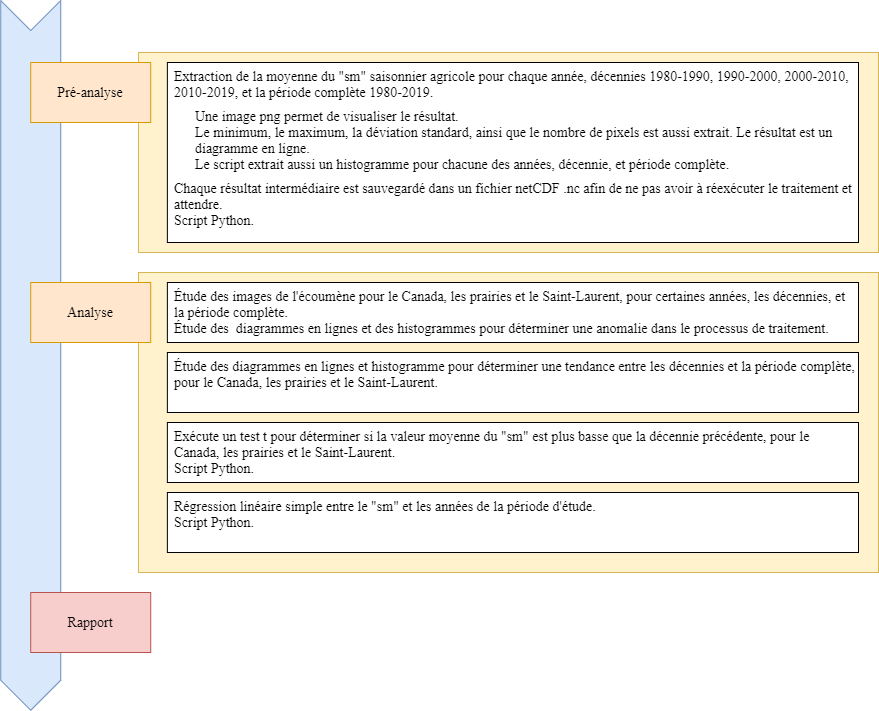 Pré-analyse
Extraction de la moyenne du "sm" saisonnier agricole pour chaque année, décennies 1980-1990, 1990-2000, 2000-2010,
2010-2019, et la période complète 1980-2019.
Une image png permet de visualiser le résultat.
Le minimum, le maximum, la déviation standard, ainsi que le nombre de pixels est aussi extrait. Le résultat est un
diagramme en ligne.
Le script extrait aussi un histogramme pour chacune des années, décennie, et période complète.
Chaque résultat intermédiaire est sauvegardé dans un fichier netCDF .nc afin de ne pas avoir à réexécuter le traitement et
attendre.
Script Python.
Analyse
Étude des images de l'écoumène pour le Canada, les prairies et le Saint-Laurent, pour certaines années, les décennies, et
la période complète.
Étude des  diagrammes en lignes et des histogrammes pour déterminer une anomalie dans le processus de traitement.
Étude des diagrammes en lignes et histogramme pour déterminer une tendance entre les décennies et la période complète,
pour le Canada, les prairies et le Saint-Laurent.
Exécute un test t pour déterminer si la valeur moyenne du "sm" est plus basse que la décennie précédente, pour le
Canada, les prairies et le Saint-Laurent.
Script Python.
Régression linéaire simple entre le "sm" et les années de la période d'étude.
Script Python.
Rapport